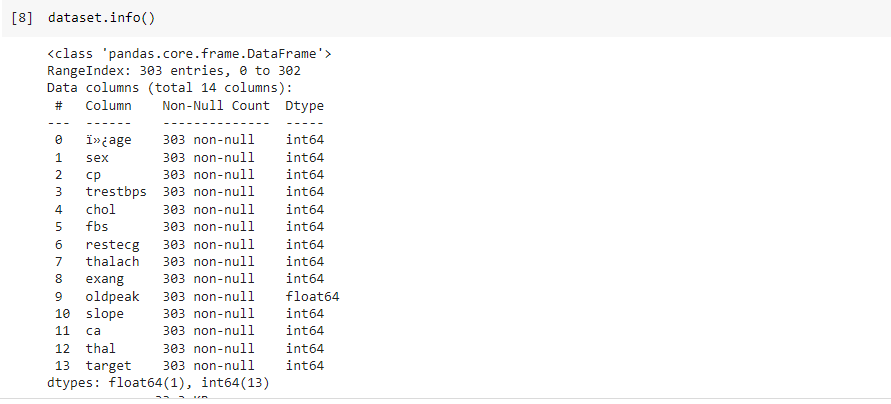 [8] dataset.info()
<class 'pandas.core.frame.DataFrame'>
RangeIndex: 303 entries, 0 to 302
Data columns (total 14 columns):
# Column Non-Null Count Dtype
--- ------ -------------- -----
0 ï»¿age 303 non-null int64
1 sex 303 non-null int64
2 cp 303 non-null int64
3 trestbps 303 non-null int64
4 chol 303 non-null int64
5 fbs 303 non-null int64
6 restecg 303 non-null int64
7 thalach 303 non-null int64
8 exang 303 non-null int64
9 oldpeak 303 non-null float64
10 slope 303 non-null int64
11 ca 303 non-null int64
12 thal 303 non-null int64
13 target 303 non-null int64
dtypes: float64(1), int64(13)